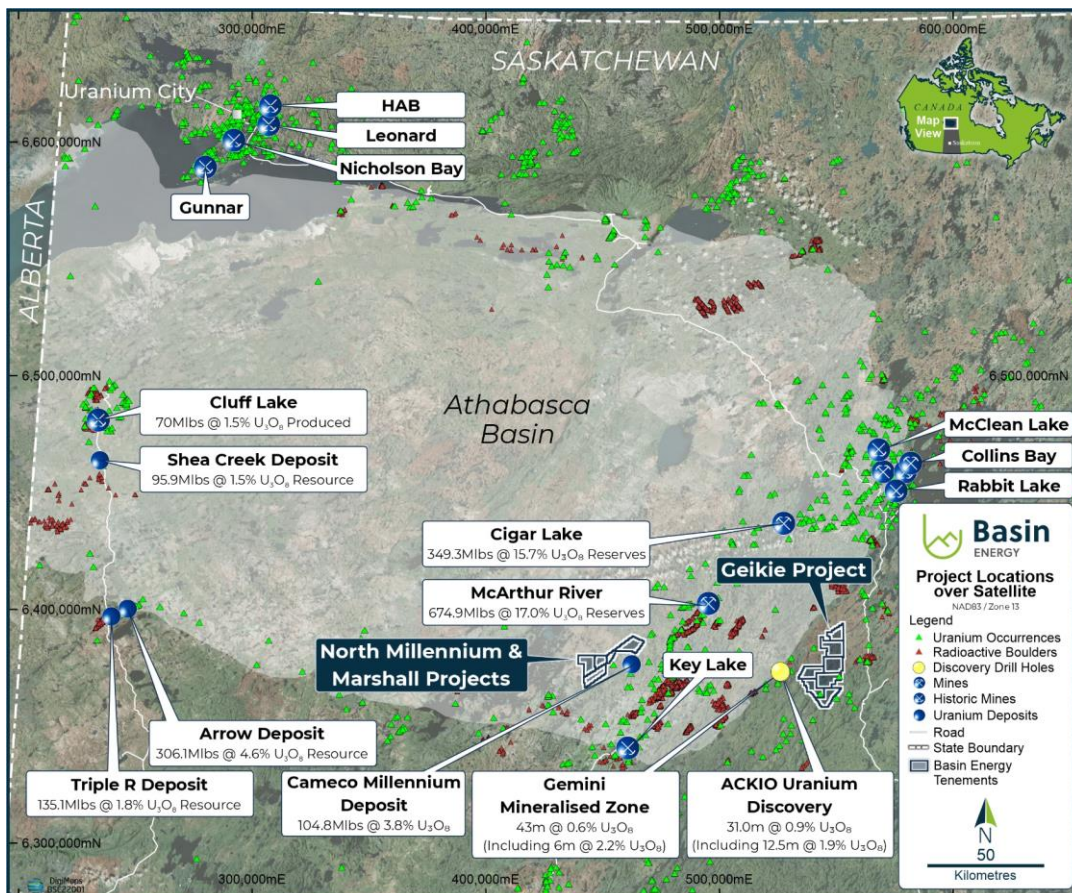 300,000mE
400,000mE
500,000mE
600,000mE
SASKATCHEWAN
Uranium City
HAB
Leonard
Nicholson Bay
Gunnar
6,600,000mN
CANADA
Map
View
Saskatchewan
ALBERTA
6,500,000mN
6,500,000mN
Athabasca
Basin
Cluff Lake
70Mlbs @ 1.5% U₃O₈ Produced
Shea Creek Deposit
95.9Mlbs @ 1.5% U₃O₈ Resource
McClean Lake
Collins Bay
Rabbit Lake
Cigar Lake
349.3Mlbs @ 15.7% U₃O₈ Reserves
McArthur River
674.9Mlbs @ 17.0% U₃O₈ Reserves
Geikie Project
6,400,000mN
North Millennium &
Marshall Projects
Key Lake
Arrow Deposit
306.1Mlbs @ 4.6% U₃O₈ Resource
Triple R Deposit
135.1Mlbs @ 1.8% U₃O₈ Resource
Cameco Millennium
Deposit
104.8Mlbs @ 3.8% U₃O₈
Gemini
Mineralised Zone
43m @ 0.6% U₃O₈
(Including 6m @ 2.2% U₃O₈)
ACKIO Uranium
Discovery
31.0m @ 0.9% U₃O₈
(Including 12.5m @ 1.9% U₃O₈)
Basin
ENERGY
Project Locations
over Satellite
NAD83 / Zone 13
Legend
Uranium Occurrences
Radioactive Boulders
Discovery Drill Holes
Mines
Historic Mines
Uranium Deposits
Road
State Boundary
Basin Energy
Tenements
N
50
Kilometres
6,300,000mN
DigiMaps
300,000mE
400,000mE
500,000mE